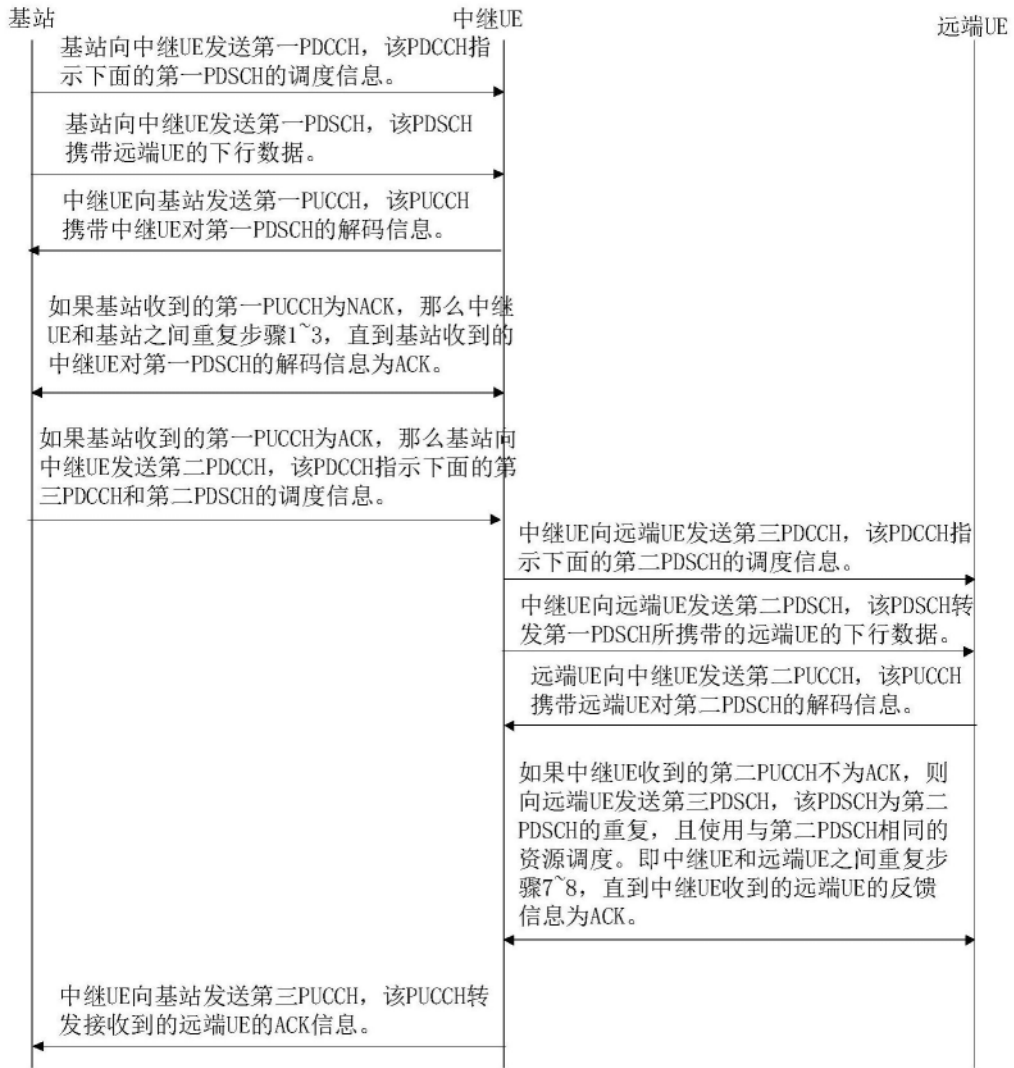 基站
中继UE
远端UE
基站向中继UE发送第一PDCCH，该PDCCH指
示下面的第一PDSCH的调度信息。
基站向中继UE发送第一PDSCH，该PDSCH
携带远端UE的下行数据。
中继UE向基站发送第一PUCCH，该PUCCH
携带中继UE对第一PDSCH的解码信息。
如果基站收到的第一PUCCH为NACK，那么中继
UE和基站之间重复步骤1~3，直到基站收到的
中继UE对第一PDSCH的解码信息为ACK。
如果基站收到的第一PUCCH为ACK，那么基站向
中继UE发送第二PDCCH，该PDCCH指示下面的第
三PDCCH和第二PDSCH的调度信息。
中继UE向远端UE发送第三PDCCH，该PDCCH指
示下面的第二PDSCH的调度信息。
中继UE向远端UE发送第二PDSCH，该PDSCH转
发第一PDSCH所携带的远端UE的下行数据。
远端UE向中继UE发送第二PUCCH，该PUCCH
携带远端UE对第二PDSCH的解码信息。
如果中继UE收到的第二PUCCH不为ACK，则
向远端UE发送第三PDSCH，该PDSCH为第二
PDSCH的重复，且使用与第二PDSCH相同的
资源调度。即中继UE和远端UE之间重复步
骤7~8，直到中继UE收到的远端UE的反馈
信息为ACK。
中继UE向基站发送第三PUCCH，该PUCCH转
发接收到的远端UE的ACK信息。